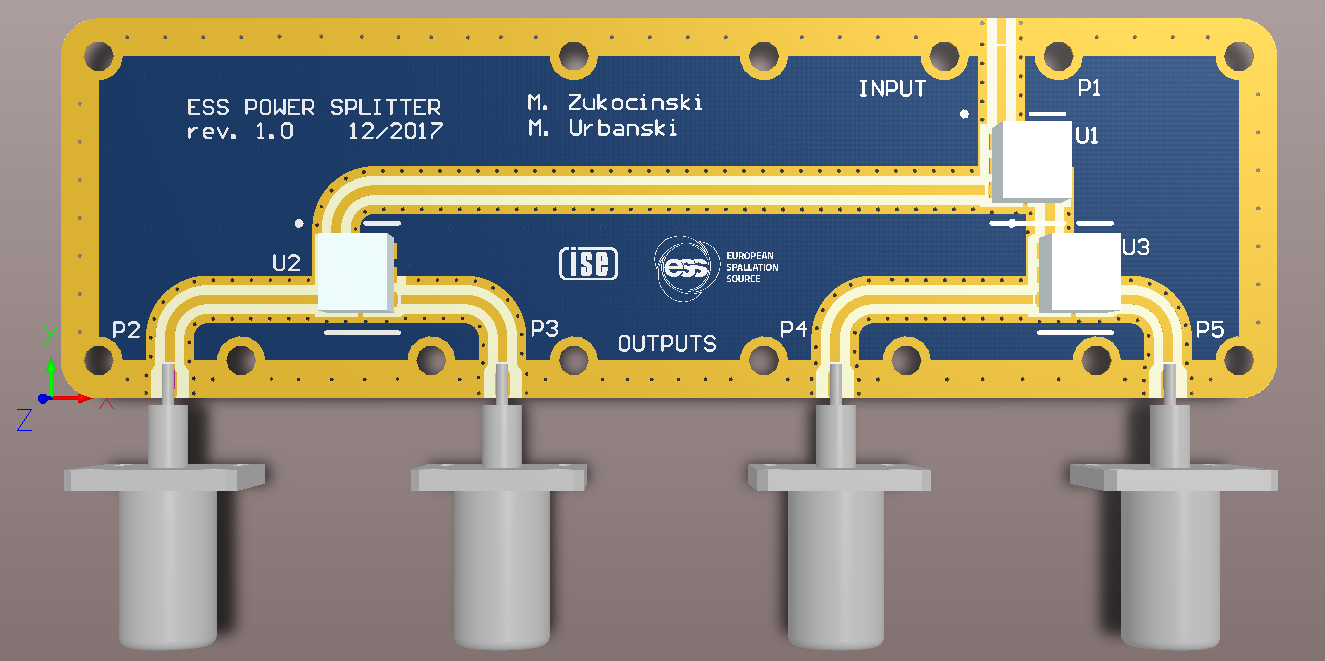 ESS POWER SPLITTER
rev. 1.0 12/2017
M. Zukocinski
M. Urbanski
INPUT
P1
U1
U2
U3
ise
ess
EUROPEAN
SPALLATION
SOURCE
P2
P3
OUTPUTS
P4
P5
Y
Z
X